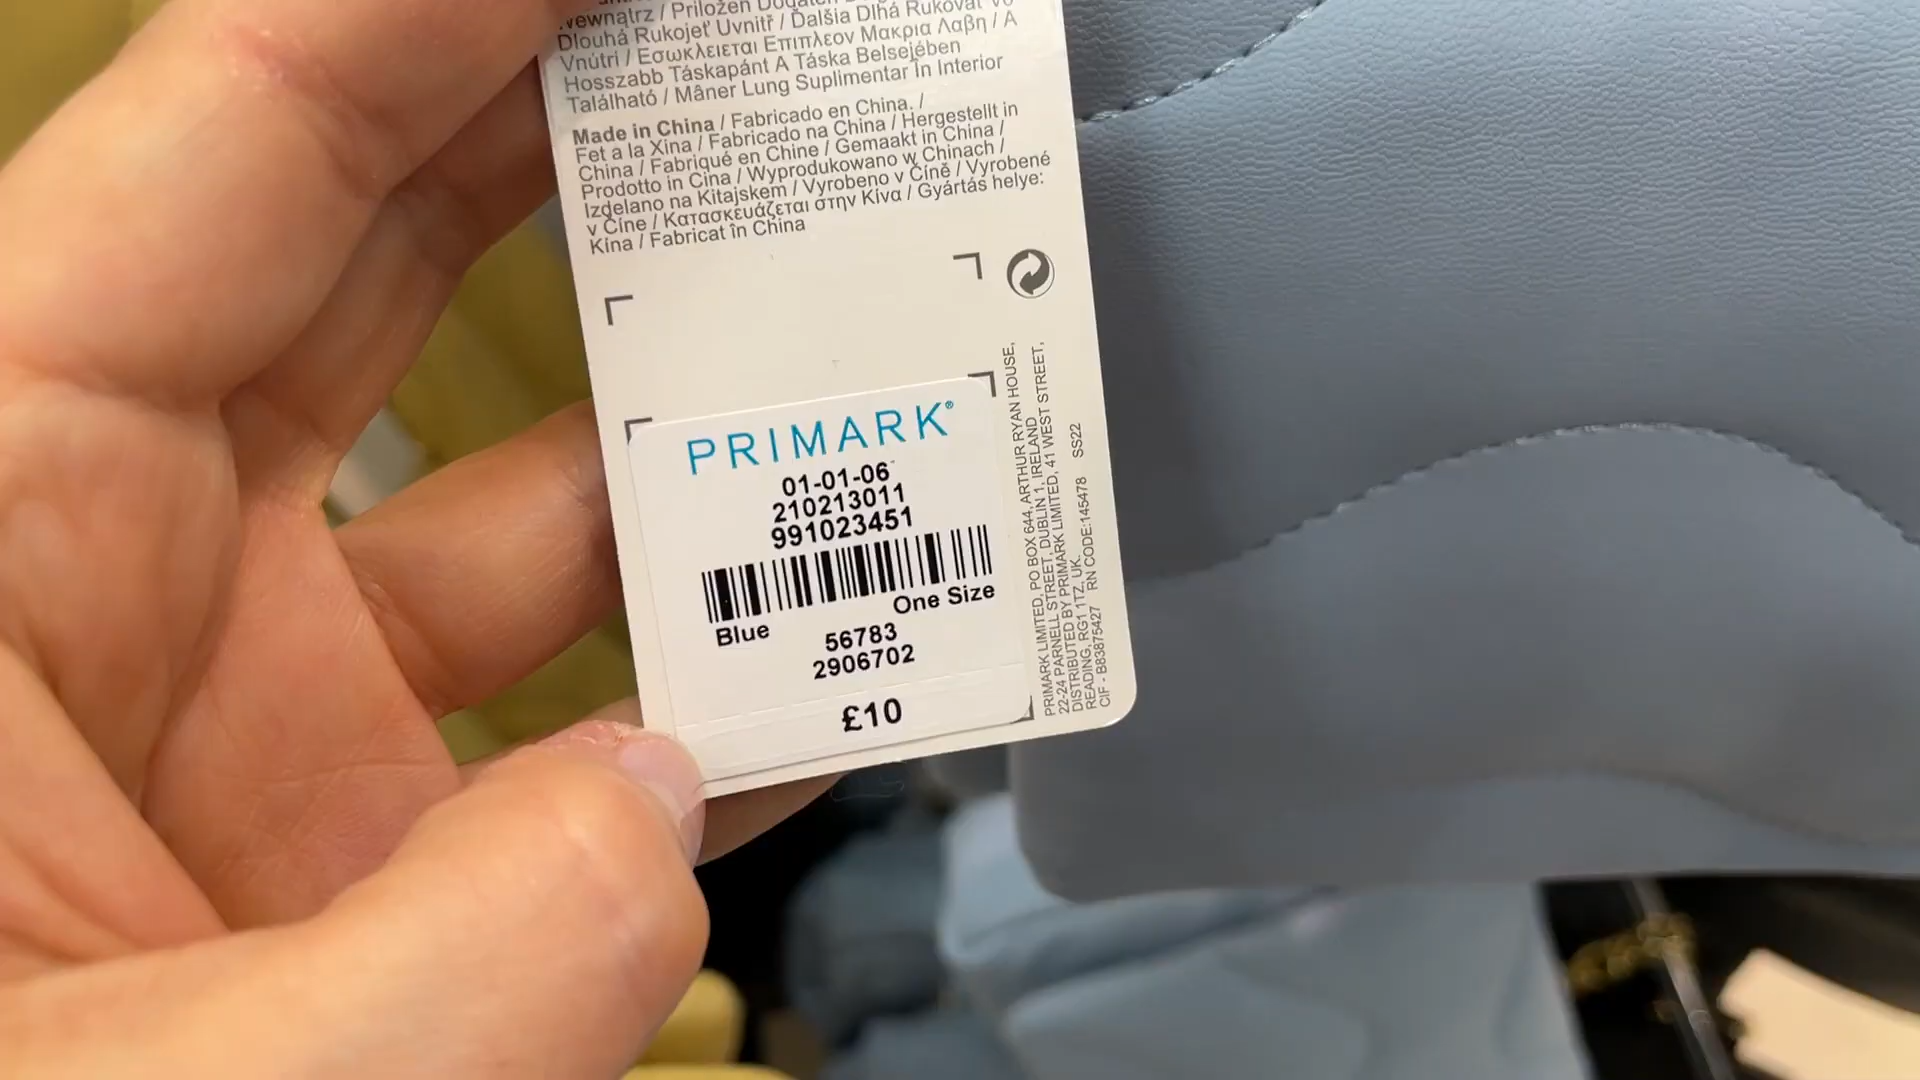 Wewnątrz / Priložen Dodaten
Dlouhá Rukojeť Uvnitř / Ďalšia Dlhá Rukoväť Vo
Vnútri / Εσωκλειεται Επιπλεον Μακρια Λαβη / A
Hosszabb Táskapánt A Táska Belsejében
Található / Mâner Lung Suplimentar În Interior
Made in China / Fabricado en China. /
Fet a la Xina / Fabricado na China / Hergestellt in
China / Fabriqué en Chine / Gemaakt in China /
Prodotto in Cina / Wyprodukowano w Chinach /
Izdelano na Kitajskem / Vyrobeno v Číně / Vyrobené
v Číne / Κατασκευάζεται στην Κίνα / Gyártás helye:
Kína / Fabricat în China
PRIMARK®
01-01-06
210213011
991023451
One Size
Blue
56783
2906702
£10
PRIMARK LIMITED, PO BOX 644, ARTHUR RYAN HOUSE,
22-24 PARNELL STREET, DUBLIN 1, IRELAND
DISTRIBUTED BY PRIMARK LIMITED, 41 WEST STREET,
READING, RG1 1TZ, UK.
CIF - B83875427 RN CODE:145478 SS22